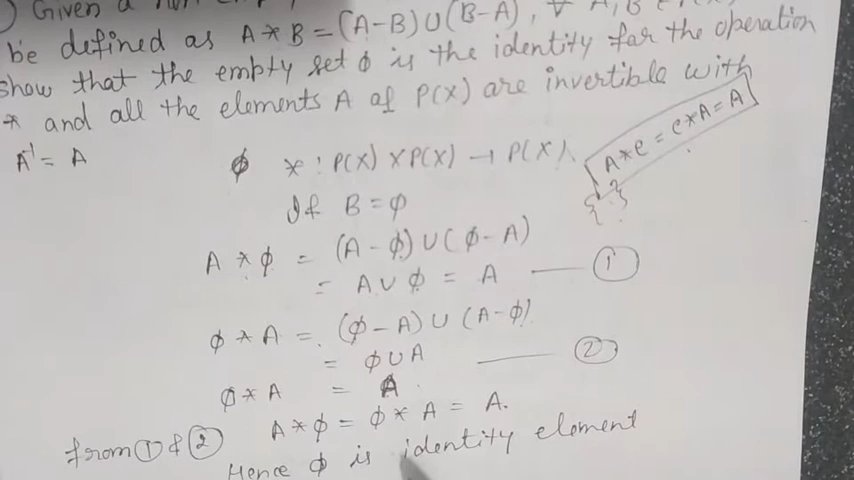 ) Given a non
be defined as A * B = (A-B) ∪ (B-A), ∀ A, B ∈
show that the empty set ϕ is the identity for the operation
* and all the elements A of P(X) are invertible with
A⁻¹ = A
ϕ * : P(X) X P(X) → P(X).
A * e = e * A = A
If B = ϕ
{ }
A * ϕ = (A - ϕ) ∪ (ϕ - A)
= A ∪ ϕ = A —— ①
ϕ * A = (ϕ - A) ∪ (A - ϕ)
= ϕ ∪ A —— ②
ϕ * A = A
A * ϕ = ϕ * A = A.
from ① & ②
Hence ϕ is identity element